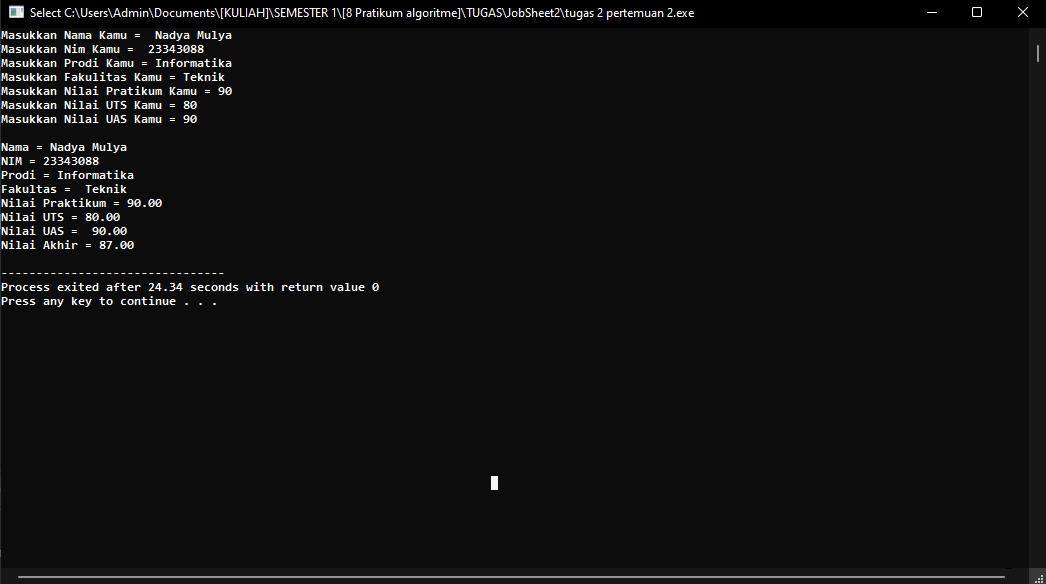 Select C:\Users\Admin\Documents\[KULIAH]\SEMESTER 1\[8 Pratikum algoritme]\TUGAS\JobSheet2\tugas 2 pertemuan 2.exe
Masukkan Nama Kamu =  Nadya Mulya
Masukkan Nim Kamu =  23343088
Masukkan Prodi Kamu = Informatika
Masukkan Fakulitas Kamu = Teknik
Masukkan Nilai Pratikum Kamu = 90
Masukkan Nilai UTS Kamu = 80
Masukkan Nilai UAS Kamu = 90
Nama = Nadya Mulya
NIM = 23343088
Prodi = Informatika
Fakultas =  Teknik
Nilai Praktikum = 90.00
Nilai UTS = 80.00
Nilai UAS =  90.00
Nilai Akhir = 87.00
--------------------------------
Process exited after 24.34 seconds with return value 0
Press any key to continue . . .